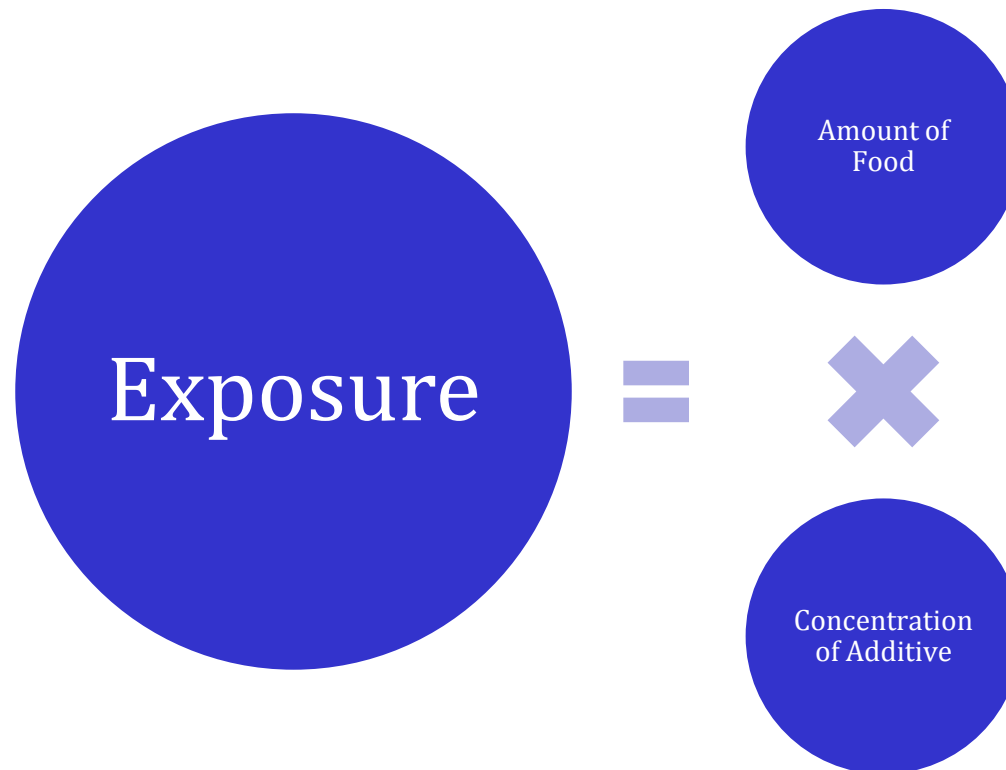 Exposure
Amount of
Food
Concentration
of Additive